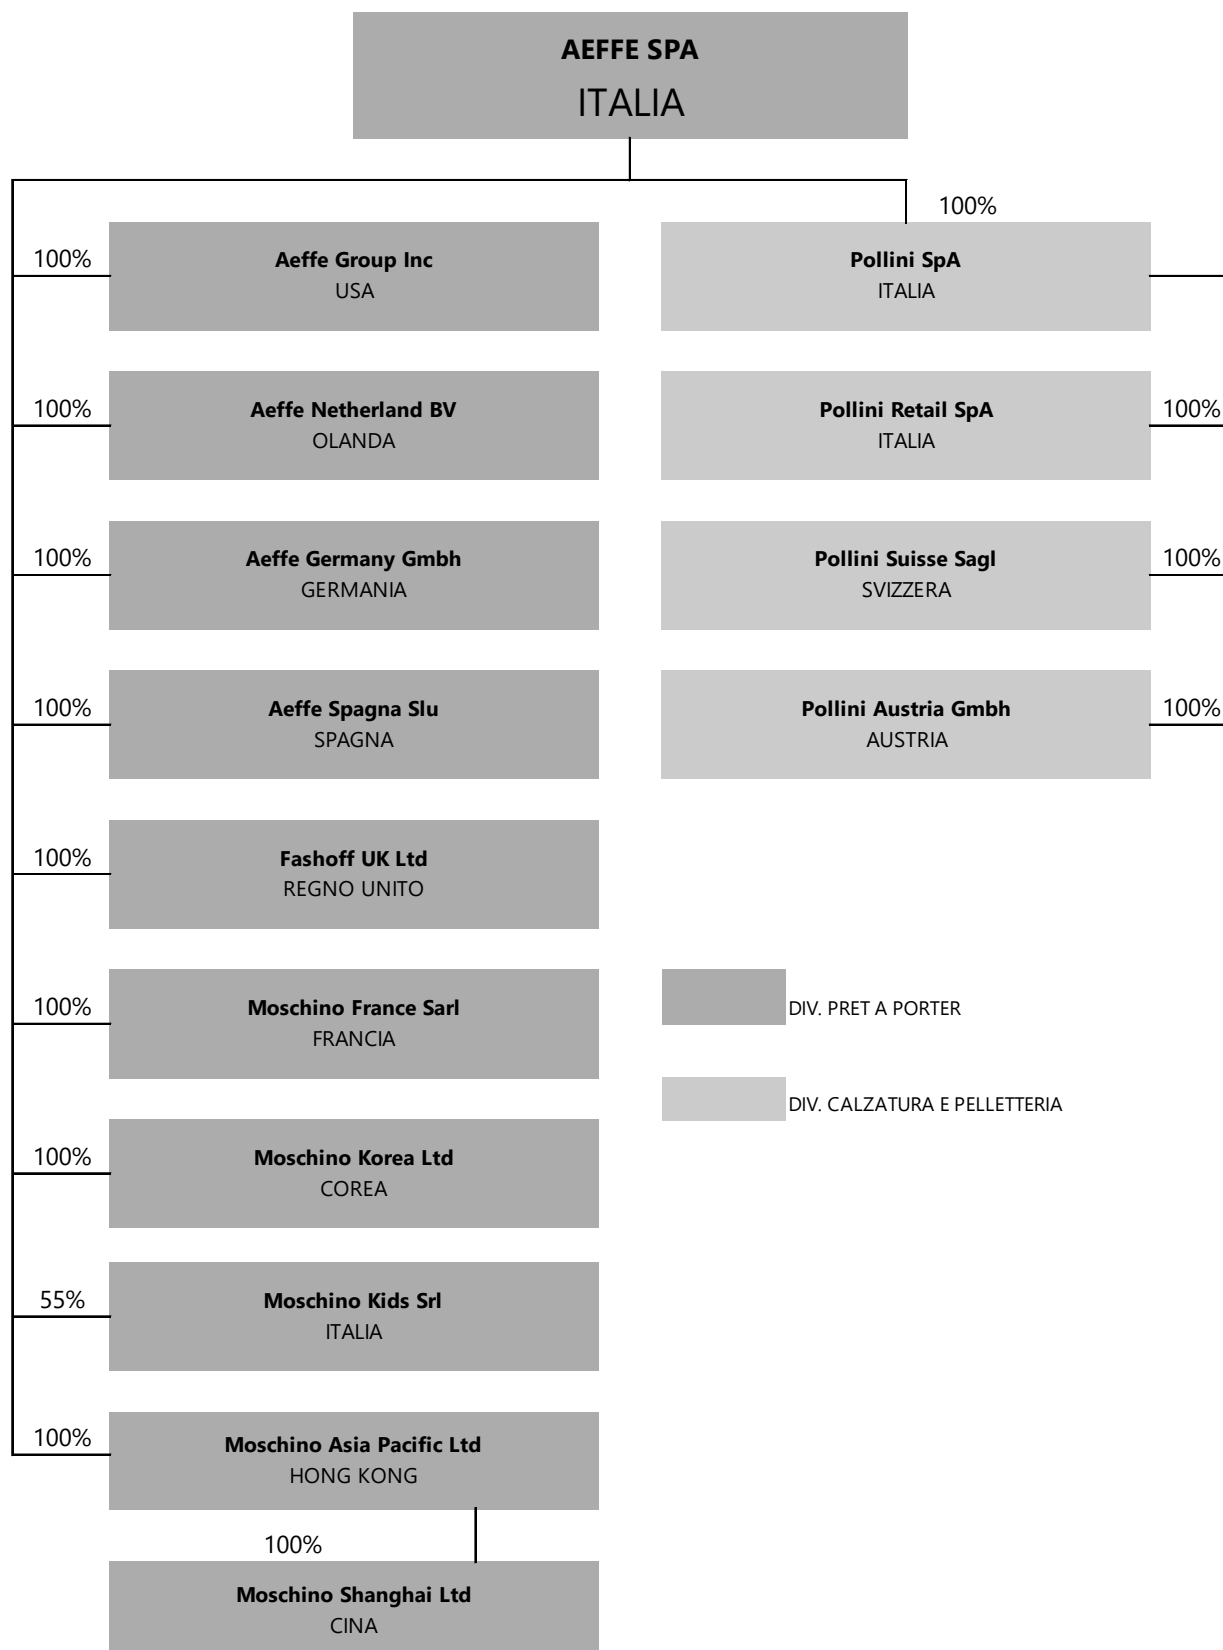 AEFFE SPA
ITALIA
100%
100%
Aeffe Group Inc
USA
Pollini SpA
ITALIA
100%
Aeffe Netherland BV
OLANDA
Pollini Retail SpA
ITALIA
100%
100%
Aeffe Germany Gmbh
GERMANIA
Pollini Suisse Sagl
SVIZZERA
100%
100%
Aeffe Spagna Slu
SPAGNA
Pollini Austria Gmbh
AUSTRIA
100%
100%
Fashoff UK Ltd
REGNO UNITO
100%
Moschino France Sarl
FRANCIA
DIV. PRET A PORTER
DIV. CALZATURA E PELLETTERIA
100%
Moschino Korea Ltd
COREA
55%
Moschino Kids Srl
ITALIA
100%
Moschino Asia Pacific Ltd
HONG KONG
100%
Moschino Shanghai Ltd
CINA